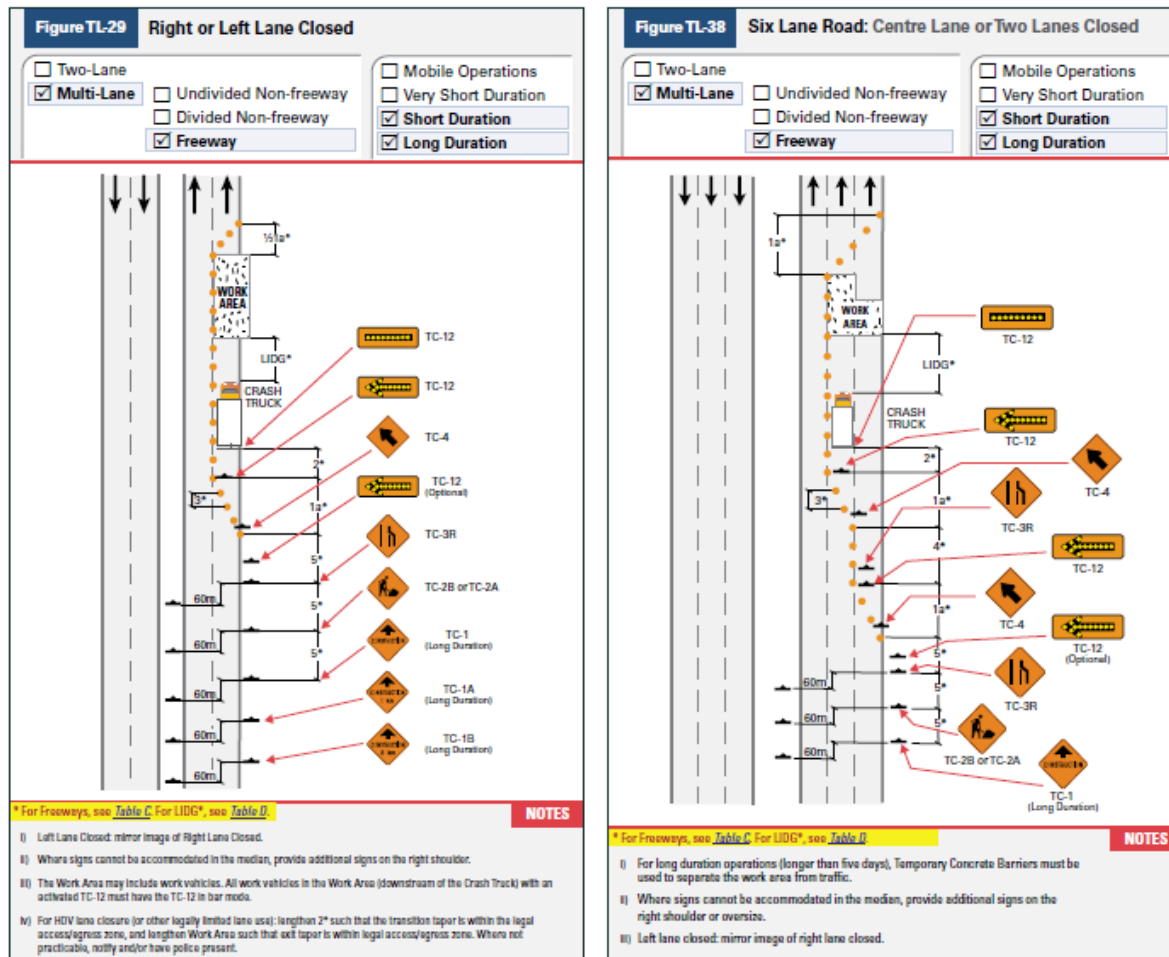 Figure TL-29 Right or Left Lane Closed
Two-Lane
Multi-Lane
Undivided Non-freeway
Divided Non-freeway
Freeway
Mobile Operations
Very Short Duration
Short Duration
Long Duration
½1a*
WORK
AREA
LIDG*
CRASH
TRUCK
TC-12
TC-12
2*
TC-4
3*
1a*
TC-12
(Optional)
5*
TC-3R
60m
5*
TC-2B or TC-2A
60m
5*
TC-1
(Long Duration)
60m
TC-1A
(Long Duration)
60m
TC-1B
(Long Duration)
60m
* For Freeways, see Table C. For LIDG*, see Table D.
NOTES
i) Left Lane Closed: mirror image of Right Lane Closed.
ii) Where signs cannot be accommodated in the median, provide additional signs on the right shoulder.
iii) The Work Area may include work vehicles. All work vehicles in the Work Area (downstream of the Crash Truck) with an
activated TC-12 must have the TC-12 in bar mode.
iv) For HOV lane closure (or other legally limited lane use): lengthen 2* such that the transition taper is within the legal
access/egress zone, and lengthen Work Area such that exit taper is within legal access/egress zone. Where not
practicable, notify and/or have police present.
Figure TL-38 Six Lane Road: Centre Lane or Two Lanes Closed
Two-Lane
Multi-Lane
Undivided Non-freeway
Divided Non-freeway
Freeway
Mobile Operations
Very Short Duration
Short Duration
Long Duration
1a*
WORK
AREA
TC-12
LIDG*
CRASH
TRUCK
TC-12
2*
TC-4
3*
1a*
TC-3R
4*
TC-12
TC-4
1a*
TC-12
(Optional)
5*
60m
5*
TC-3R
60m
5*
TC-2B or TC-2A
60m
CONSTRUCTION
TC-1
(Long Duration)
* For Freeways, see Table C. For LIDG*, see Table D.
NOTES
i) For long duration operations (longer than five days), Temporary Concrete Barriers must be
used to separate the work area from traffic.
ii) Where signs cannot be accommodated in the median, provide additional signs on the
right shoulder or oversize.
iii) Left lane closed: mirror image of right lane closed.